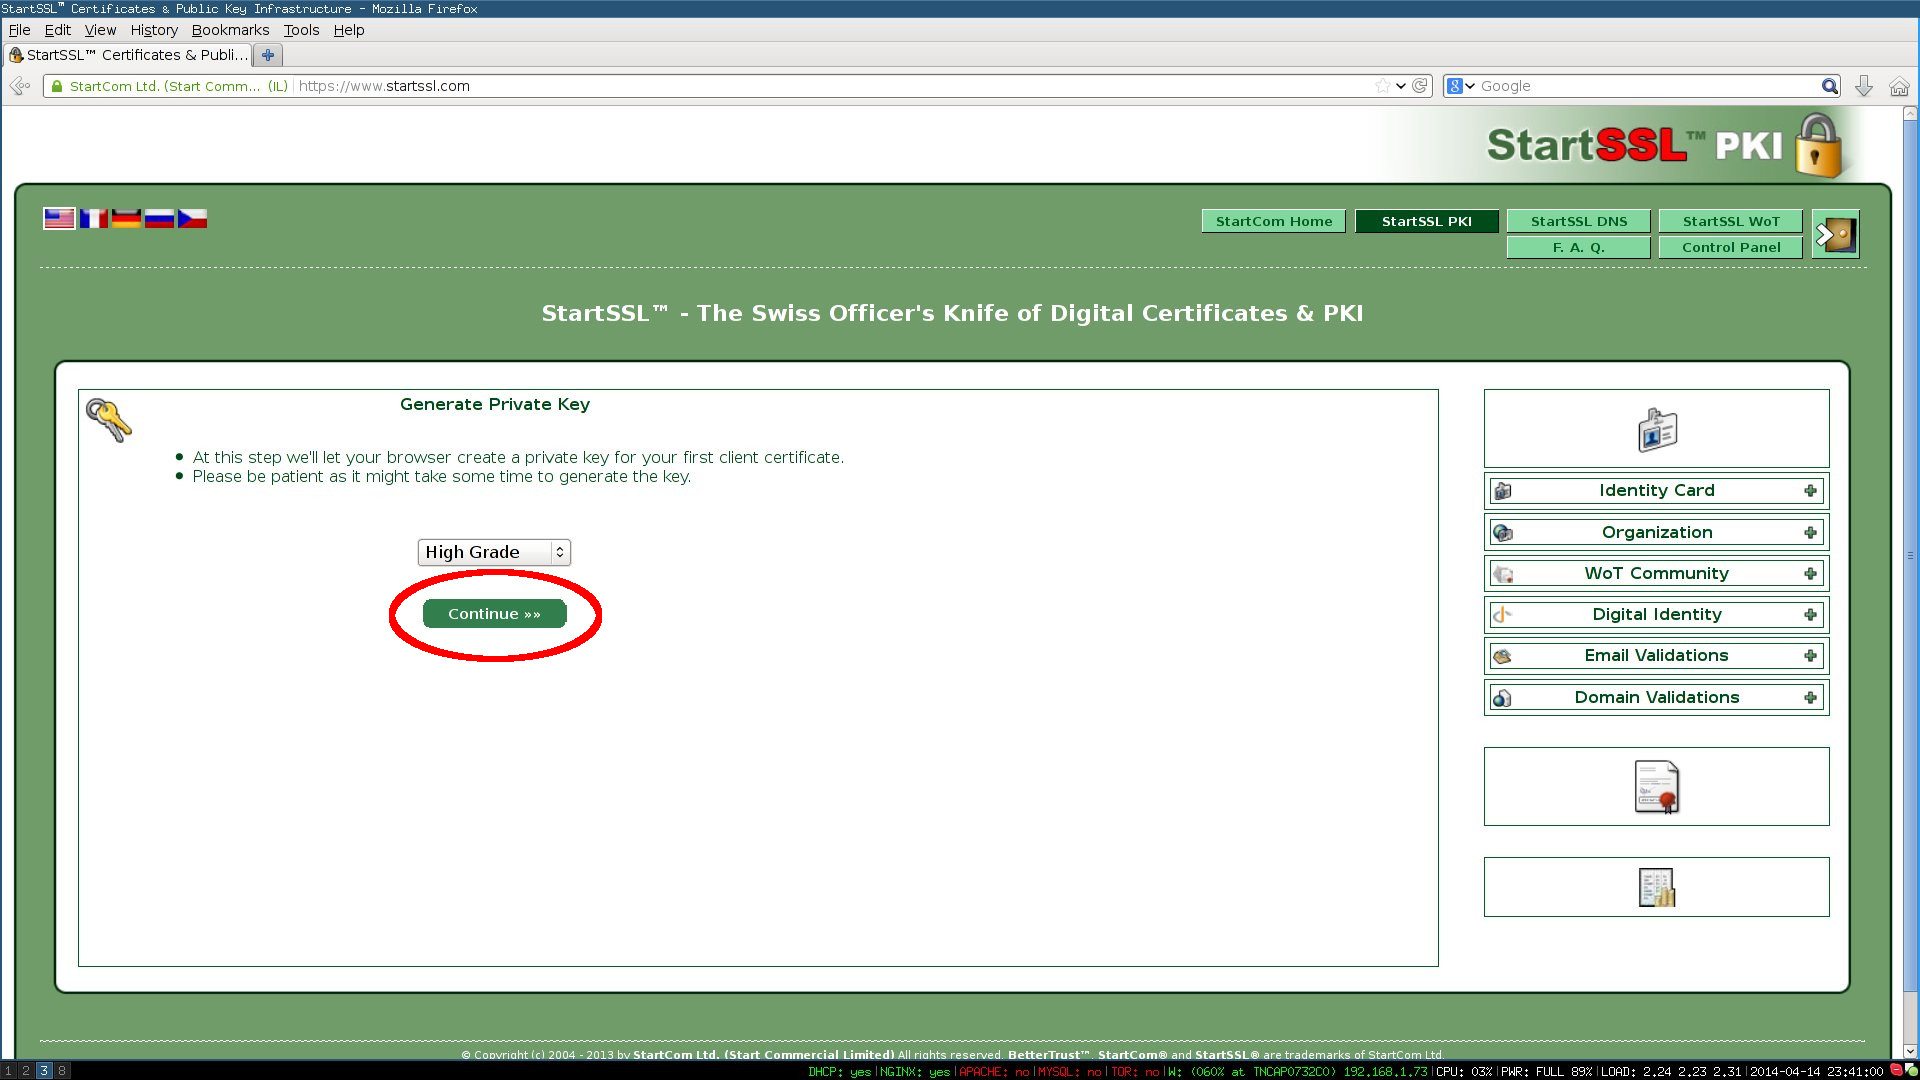 StartSSL™ Certificates & Public Key Infrastructure - Mozilla Firefox
File Edit View History Bookmarks Tools Help
StartSSL™ Certificates & Publi...
StartCom Ltd. (Start Comm... (IL) https://www.startssl.com
8 Google
StartSSL™ PKI
StartCom Home StartSSL PKI StartSSL DNS StartSSL WoT
F. A. Q. Control Panel
StartSSL™ - The Swiss Officer's Knife of Digital Certificates & PKI
Generate Private Key
At this step we'll let your browser create a private key for your first client certificate.
Please be patient as it might take some time to generate the key.
High Grade
Continue »»
Identity Card
Organization
WoT Community
Digital Identity
Email Validations
Domain Validations
© Copyright (c) 2004 - 2013 by StartCom Ltd. (Start Commercial Limited) All rights reserved. BetterTrust™, StartCom® and StartSSL® are trademarks of StartCom Ltd.
1 2 3 8 DHCP: yes|NGINX: yes|APACHE: no|MYSQL: no|TOR: no|W: (060% at TNCAP0732C0) 192.168.1.73|CPU: 03%|PWR: FULL 89%|LOAD: 2.24 2.23 2.31|2014-04-14 23:41:00